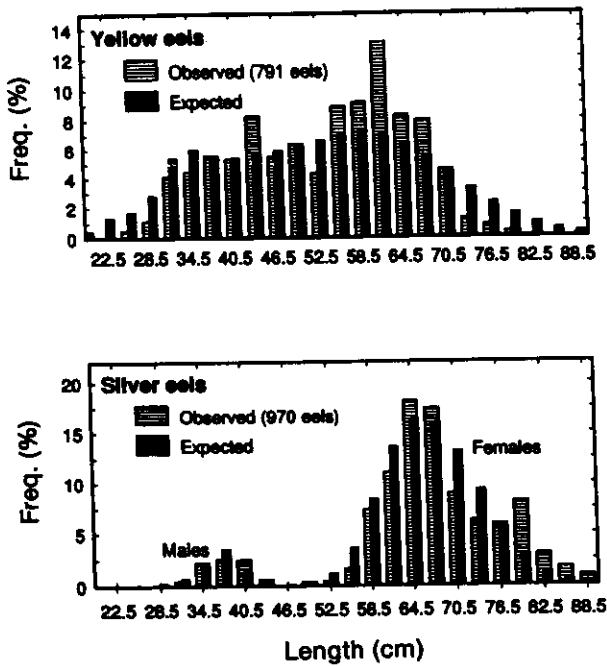 Yellow eels
Observed (791 eels)
Expected
Freq. (%)
14
12
10
8
6
4
2
0
22.5 28.5 34.5 40.5 46.5 52.5 58.5 64.5 70.5 76.5 82.5 88.5
Silver eels
Observed (970 eels)
Expected
Females
Males
Freq. (%)
20
15
10
5
0
22.5 28.5 34.5 40.5 46.5 52.5 58.5 64.5 70.5 76.5 82.5 88.5
Length (cm)